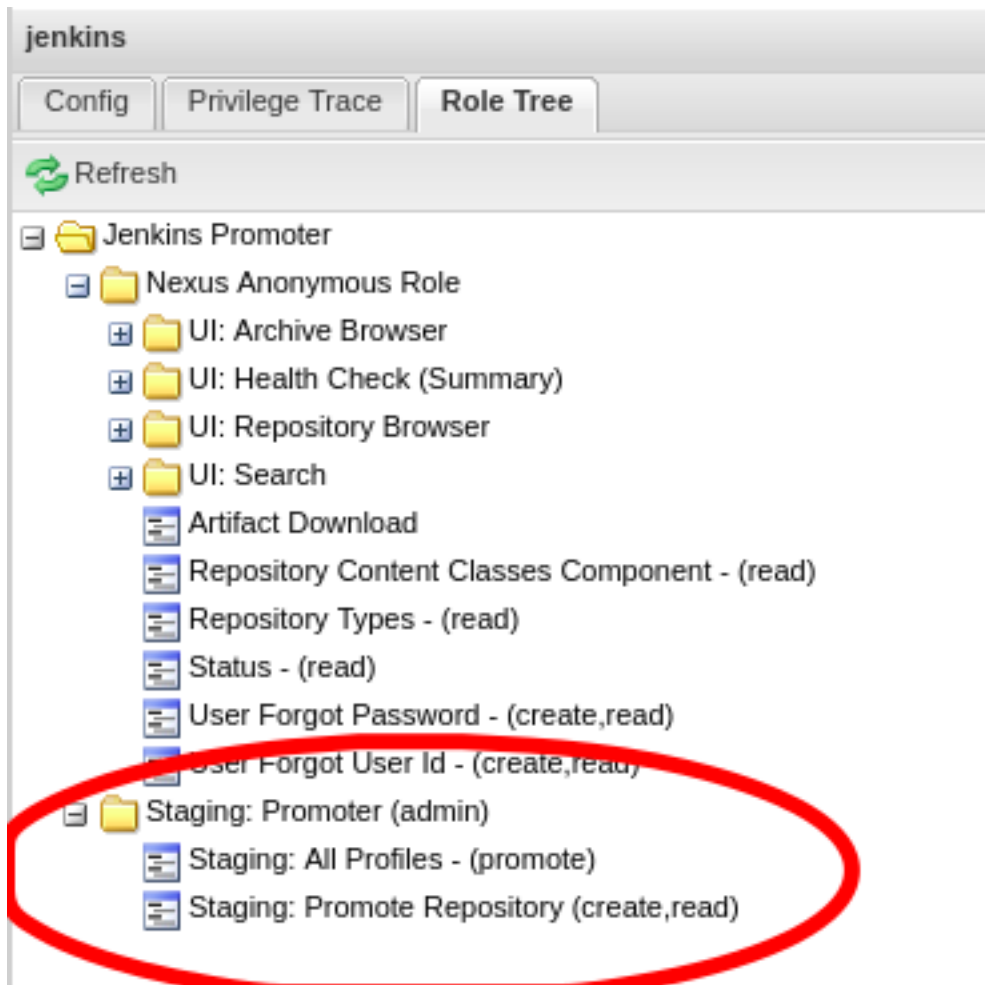 jenkins
Config Privilege Trace Role Tree
Refresh
Jenkins Promoter
Nexus Anonymous Role
UI: Archive Browser
UI: Health Check (Summary)
UI: Repository Browser
UI: Search
Artifact Download
Repository Content Classes Component - (read)
Repository Types - (read)
Status - (read)
User Forgot Password - (create,read)
User Forgot User Id - (create,read)
Staging: Promoter (admin)
Staging: All Profiles - (promote)
Staging: Promote Repository (create,read)